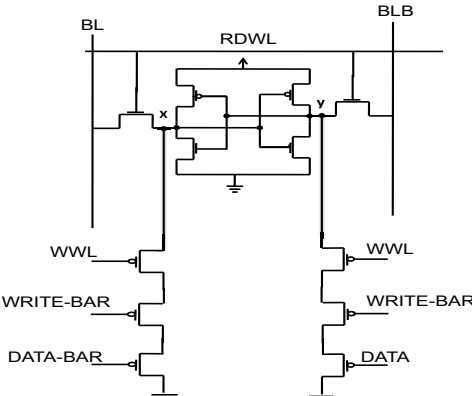 BL
BLB
RDWL
x
y
WWL
WWL
WRITE-BAR
WRITE-BAR
DATA-BAR
DATA